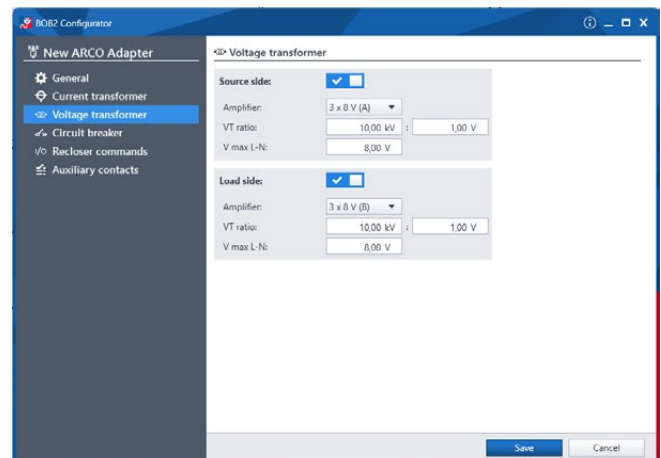 BOB2 Configurator
New ARCO Adapter
General
Current transformer
Voltage transformer
Circuit breaker
I/O Recloser commands
Auxiliary contacts
Voltage transformer
Source side:
Amplifier: 3 x 8 V (A)
VT ratio: 10,00 kV : 1,00 V
V max L-N: 8,00 V
Load side:
Amplifier: 3 x 8 V (B)
VT ratio: 10,00 kV : 1,00 V
V max L-N: 8,00 V
Save Cancel